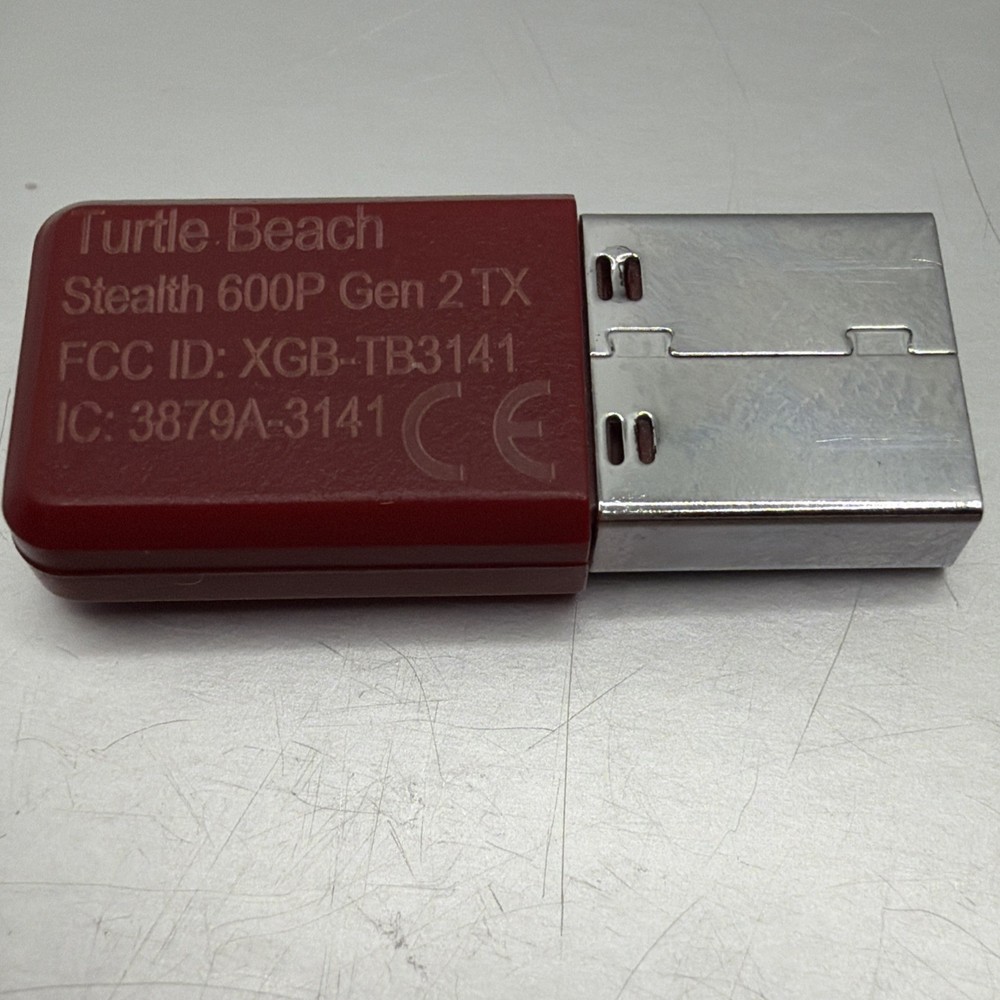 Turtle Beach
Stealth 600P Gen 2 TX
FCC ID: XGB-TB3141
IC: 3879A-3141 CE